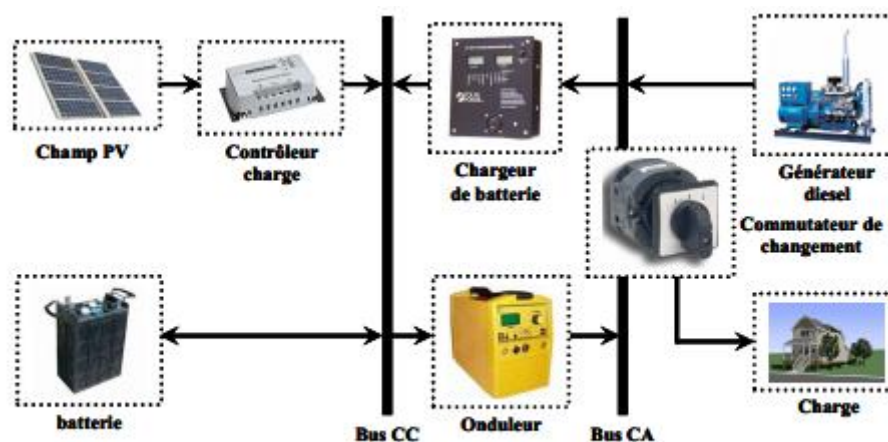 Champ PV
Contrôleur
charge
Chargeur
de batterie
Générateur
diesel
Commutateur de
changement
batterie
Bus CC
Onduleur
Bus CA
Charge